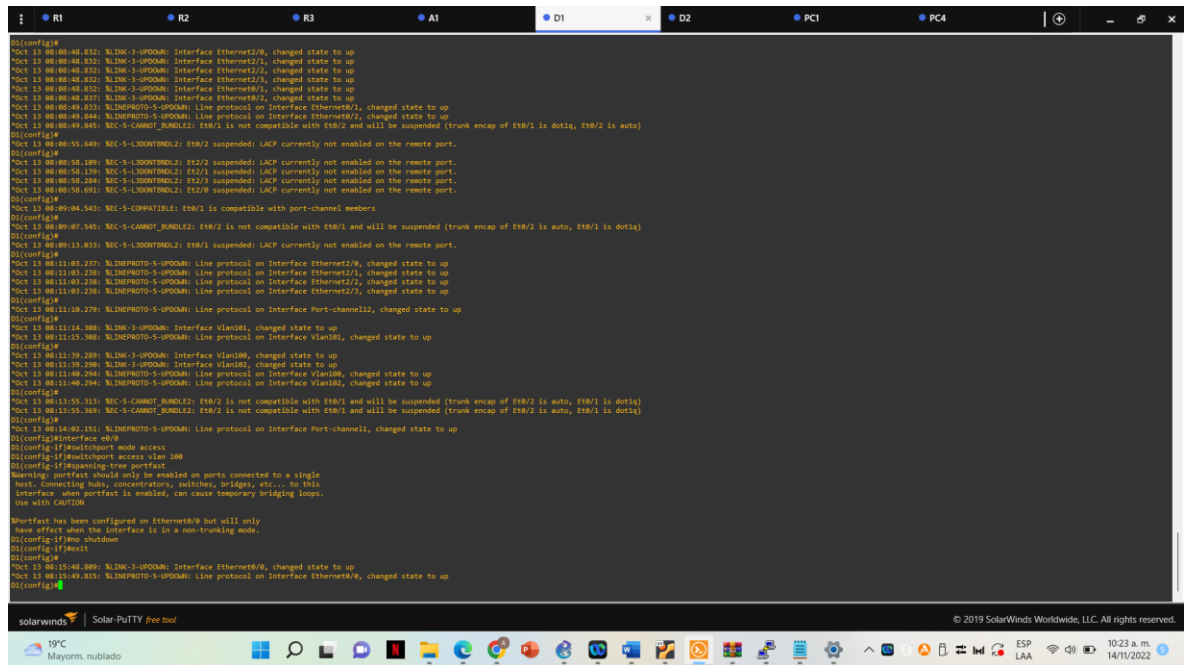 R1
R2
R3
A1
D1
D2
PC1
PC4
D1(config)#
*Oct 13 08:08:48.832: %LINK-3-UPDOWN: Interface Ethernet2/0, changed state to up
*Oct 13 08:08:48.832: %LINK-3-UPDOWN: Interface Ethernet2/1, changed state to up
*Oct 13 08:08:48.832: %LINK-3-UPDOWN: Interface Ethernet2/2, changed state to up
*Oct 13 08:08:48.832: %LINK-3-UPDOWN: Interface Ethernet2/3, changed state to up
*Oct 13 08:08:48.832: %LINK-3-UPDOWN: Interface Ethernet0/1, changed state to up
*Oct 13 08:08:48.837: %LINK-3-UPDOWN: Interface Ethernet0/2, changed state to up
*Oct 13 08:08:49.833: %LINEPROTO-5-UPDOWN: Line protocol on Interface Ethernet0/1, changed state to up
*Oct 13 08:08:49.844: %LINEPROTO-5-UPDOWN: Line protocol on Interface Ethernet0/2, changed state to up
*Oct 13 08:08:49.845: %EC-5-CANNOT_BUNDLE2: Et0/1 is not compatible with Et0/2 and will be suspended (trunk encap of Et0/1 is dot1q, Et0/2 is auto)
D1(config)#
*Oct 13 08:08:55.649: %EC-5-L3DONTBNDL2: Et0/2 suspended: LACP currently not enabled on the remote port.
D1(config)#
*Oct 13 08:08:58.109: %EC-5-L3DONTBNDL2: Et2/2 suspended: LACP currently not enabled on the remote port.
*Oct 13 08:08:58.139: %EC-5-L3DONTBNDL2: Et2/1 suspended: LACP currently not enabled on the remote port.
*Oct 13 08:08:58.284: %EC-5-L3DONTBNDL2: Et2/3 suspended: LACP currently not enabled on the remote port.
*Oct 13 08:08:58.691: %EC-5-L3DONTBNDL2: Et2/0 suspended: LACP currently not enabled on the remote port.
D1(config)#
*Oct 13 08:09:04.543: %EC-5-COMPATIBLE: Et0/1 is compatible with port-channel members
D1(config)#
*Oct 13 08:09:07.545: %EC-5-CANNOT_BUNDLE2: Et0/2 is not compatible with Et0/1 and will be suspended (trunk encap of Et0/2 is auto, Et0/1 is dot1q)
D1(config)#
*Oct 13 08:09:13.033: %EC-5-L3DONTBNDL2: Et0/1 suspended: LACP currently not enabled on the remote port.
D1(config)#
*Oct 13 08:11:03.237: %LINEPROTO-5-UPDOWN: Line protocol on Interface Ethernet2/0, changed state to up
*Oct 13 08:11:03.238: %LINEPROTO-5-UPDOWN: Line protocol on Interface Ethernet2/1, changed state to up
*Oct 13 08:11:03.238: %LINEPROTO-5-UPDOWN: Line protocol on Interface Ethernet2/2, changed state to up
*Oct 13 08:11:03.238: %LINEPROTO-5-UPDOWN: Line protocol on Interface Ethernet2/3, changed state to up
D1(config)#
*Oct 13 08:11:10.279: %LINEPROTO-5-UPDOWN: Line protocol on Interface Port-channel12, changed state to up
D1(config)#
*Oct 13 08:11:14.308: %LINK-3-UPDOWN: Interface Vlan101, changed state to up
*Oct 13 08:11:15.308: %LINEPROTO-5-UPDOWN: Line protocol on Interface Vlan101, changed state to up
D1(config)#
*Oct 13 08:11:39.289: %LINK-3-UPDOWN: Interface Vlan100, changed state to up
*Oct 13 08:11:39.290: %LINK-3-UPDOWN: Interface Vlan102, changed state to up
*Oct 13 08:11:40.294: %LINEPROTO-5-UPDOWN: Line protocol on Interface Vlan100, changed state to up
*Oct 13 08:11:40.294: %LINEPROTO-5-UPDOWN: Line protocol on Interface Vlan102, changed state to up
D1(config)#
*Oct 13 08:13:55.313: %EC-5-CANNOT_BUNDLE2: Et0/2 is not compatible with Et0/1 and will be suspended (trunk encap of Et0/2 is auto, Et0/1 is dot1q)
*Oct 13 08:13:55.369: %EC-5-CANNOT_BUNDLE2: Et0/2 is not compatible with Et0/1 and will be suspended (trunk encap of Et0/2 is auto, Et0/1 is dot1q)
D1(config)#
*Oct 13 08:14:02.151: %LINEPROTO-5-UPDOWN: Line protocol on Interface Port-channel1, changed state to up
D1(config)#interface e0/0
D1(config-if)#switchport mode access
D1(config-if)#switchport access vlan 100
D1(config-if)#spanning-tree portfast
%Warning: portfast should only be enabled on ports connected to a single
host. Connecting hubs, concentrators, switches, bridges, etc... to this
interface when portfast is enabled, can cause temporary bridging loops.
Use with CAUTION
%Portfast has been configured on Ethernet0/0 but will only
have effect when the interface is in a non-trunking mode.
D1(config-if)#no shutdown
D1(config-if)#exit
D1(config)#
*Oct 13 08:15:48.809: %LINK-3-UPDOWN: Interface Ethernet0/0, changed state to up
*Oct 13 08:15:49.815: %LINEPROTO-5-UPDOWN: Line protocol on Interface Ethernet0/0, changed state to up
D1(config)#
solarwinds | Solar-PuTTY free tool
© 2019 SolarWinds Worldwide, LLC. All rights reserved.
19°C
Mayorm. nublado
ESP
LAA
10:23 a. m.
14/11/2022